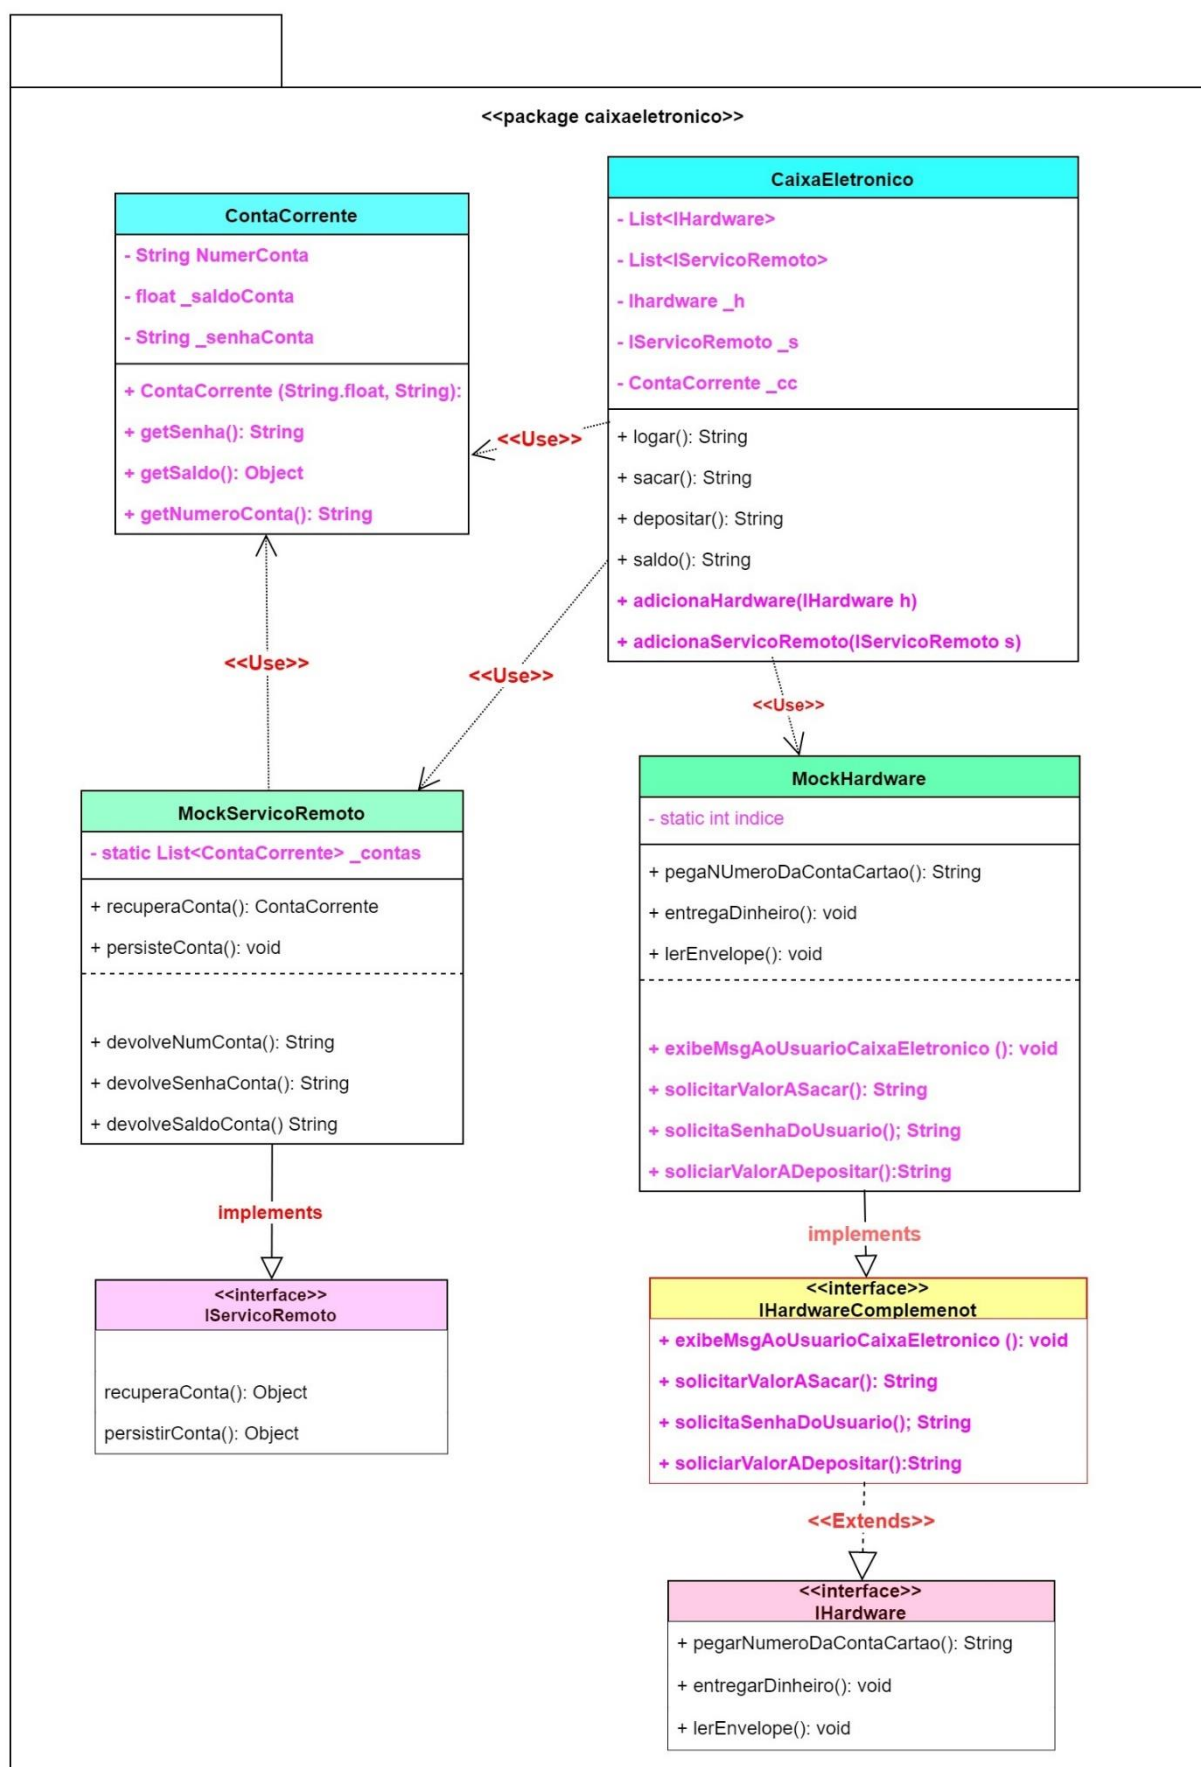 <<package caixaeletronico>>
ContaCorrente
- String NumerConta
- float _saldoConta
- String _senhaConta
+ ContaCorrente (String.float, String):
+ getSenha(): String
+ getSaldo(): Object
+ getNumeroConta(): String
CaixaEletronico
- List<IHardware>
- List<IServicoRemoto>
- Ihardware _h
- IServicoRemoto _s
- ContaCorrente _cc
+ logar(): String
+ sacar(): String
+ depositar(): String
+ saldo(): String
+ adicionaHardware(IHardware h)
+ adicionaServicoRemoto(IServicoRemoto s)
<<Use>>
<<Use>>
<<Use>>
<<Use>>
MockServicoRemoto
- static List<ContaCorrente> _contas
+ recuperaConta(): ContaCorrente
+ persisteConta(): void
+ devolveNumConta(): String
+ devolveSenhaConta(): String
+ devolveSaldoConta() String
implements
<<interface>>
IServicoRemoto
recuperaConta(): Object
persistirConta(): Object
MockHardware
- static int indice
+ pegaNUmeroDaContaCartao(): String
+ entregaDinheiro(): void
+ lerEnvelope(): void
+ exibeMsgAoUsuarioCaixaEletronico (): void
+ solicitarValorASacar(): String
+ solicitaSenhaDoUsuario(); String
+ soliciarValorADepositar():String
implements
<<interface>>
IHardwareComplemenot
+ exibeMsgAoUsuarioCaixaEletronico (): void
+ solicitarValorASacar(): String
+ solicitaSenhaDoUsuario(); String
+ soliciarValorADepositar():String
<<Extends>>
<<interface>>
IHardware
+ pegarNumeroDaContaCartao(): String
+ entregarDinheiro(): void
+ lerEnvelope(): void